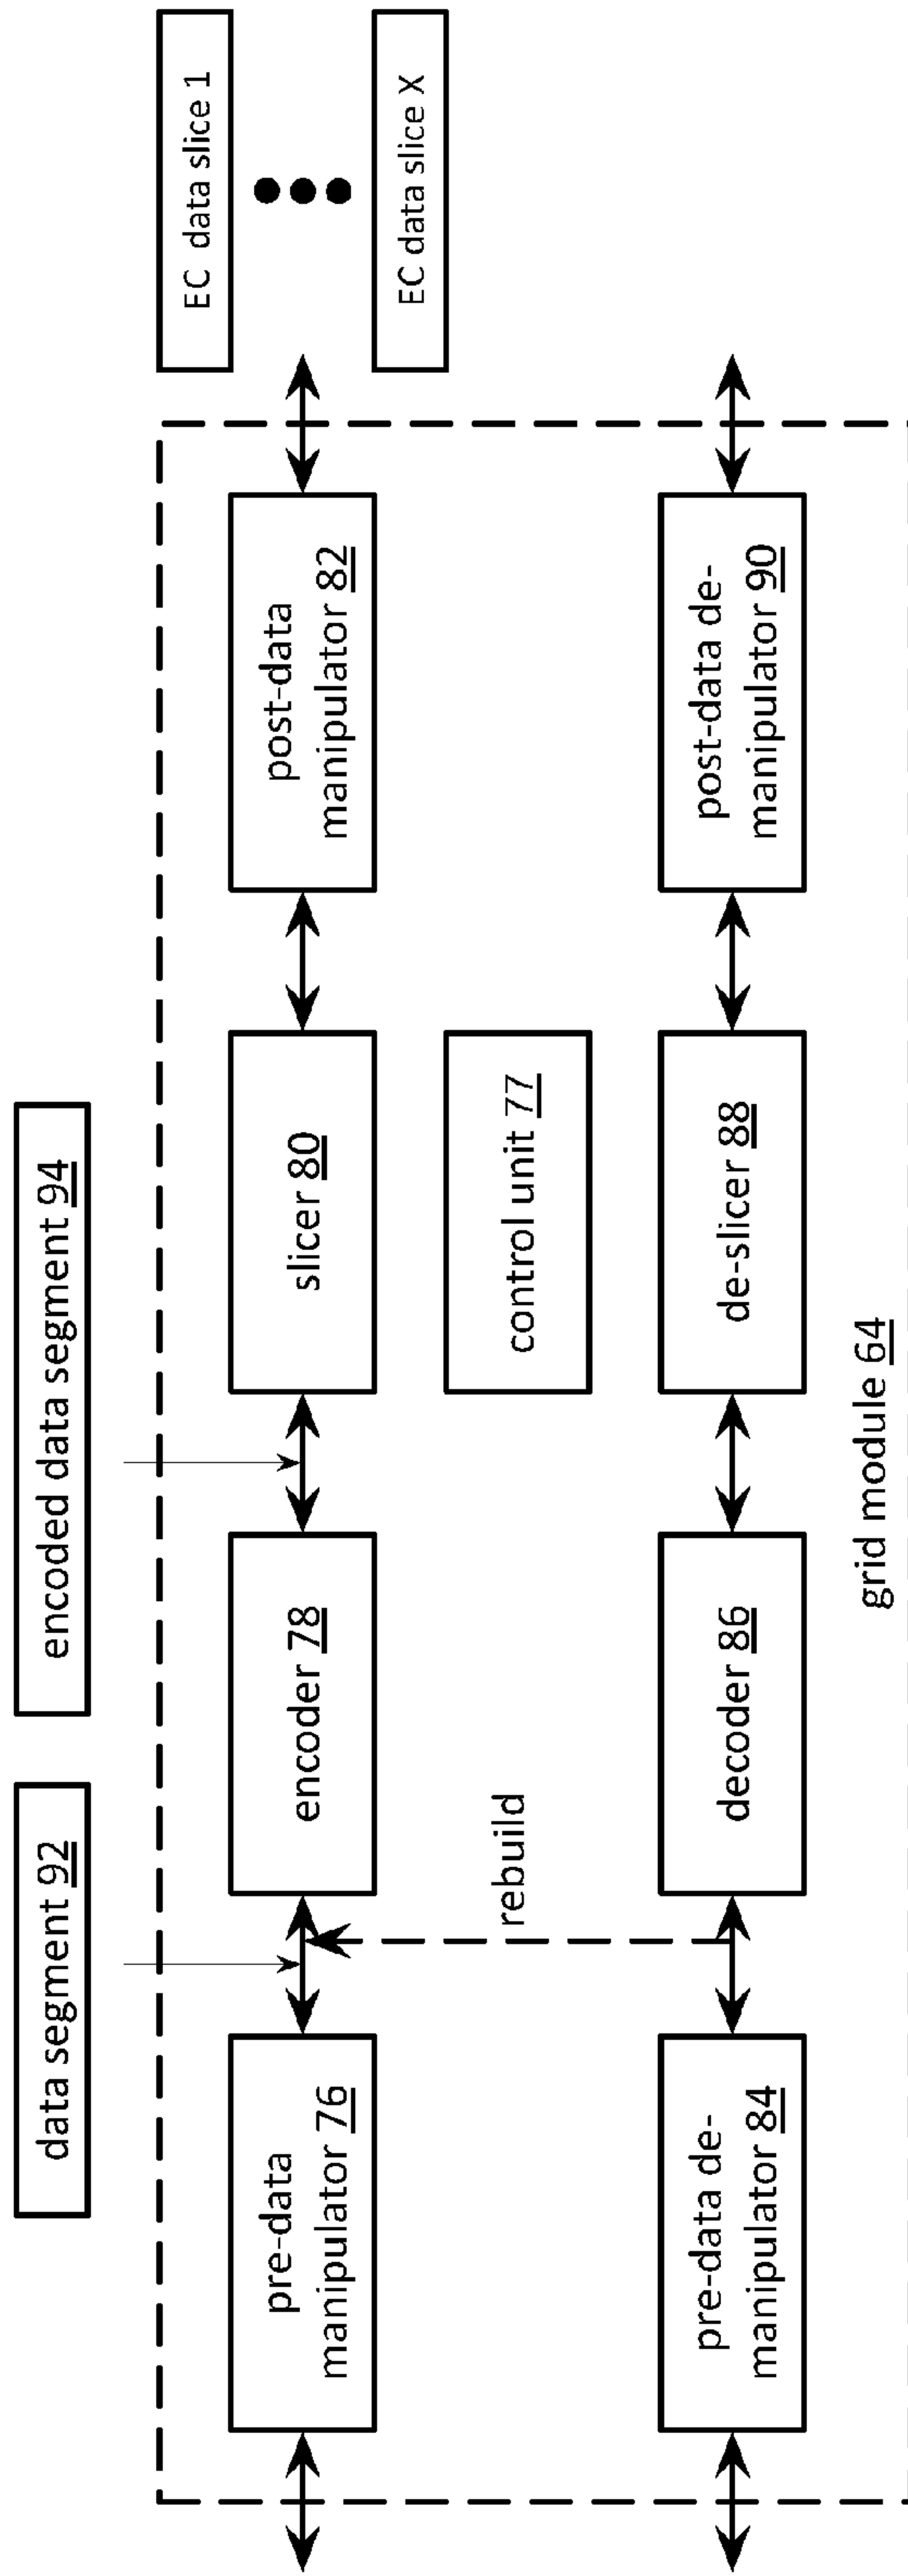 data segment 92
encoded data segment 94
EC data slice 1
EC data slice X
pre-data
manipulator 76
encoder 78
slicer 80
post-data
manipulator 82
rebuild
control unit 77
pre-data de-
manipulator 84
decoder 86
de-slicer 88
post-data de-
manipulator 90
grid module 64